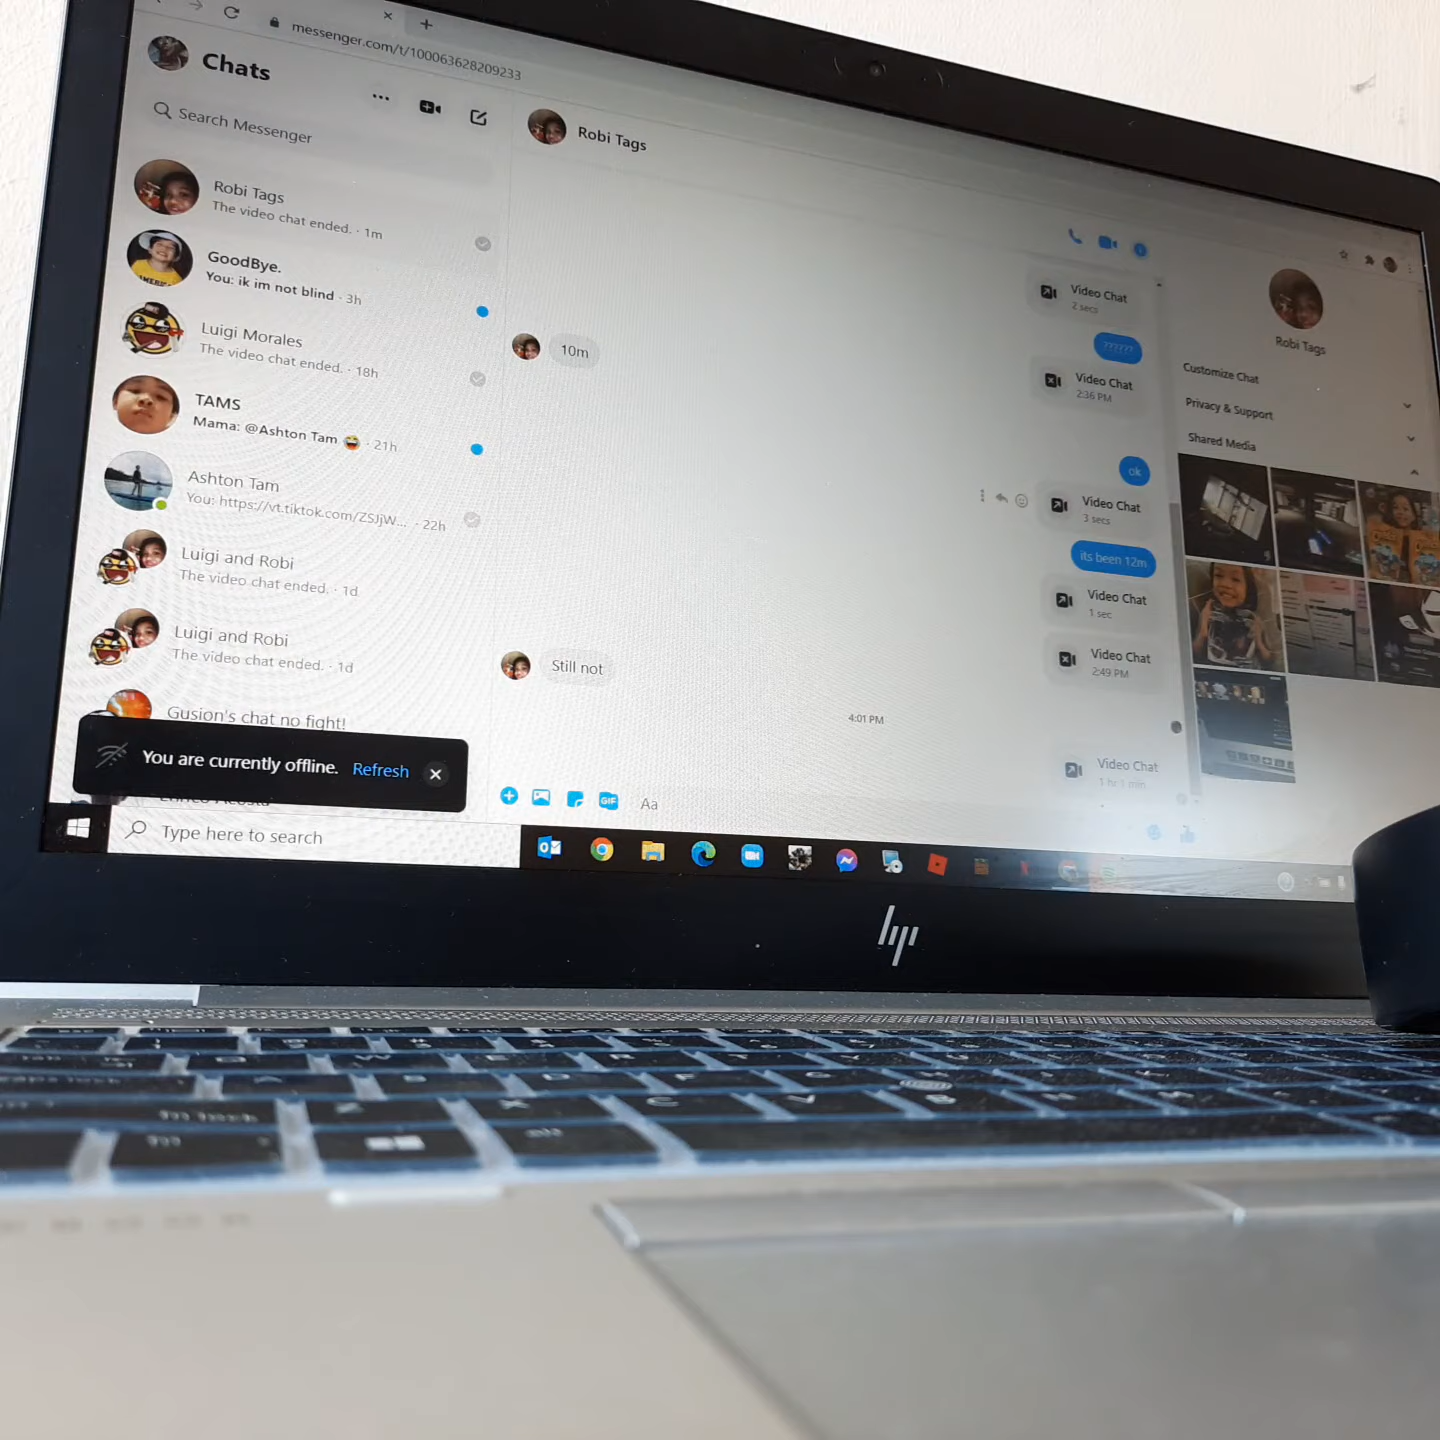 messenger.com/t/100063628209233
Chats
Search Messenger
Robi Tags
The video chat ended. · 1m
GoodBye.
You: ik im not blind · 3h
Luigi Morales
The video chat ended. · 18h
TAMS
Mama: @Ashton Tam 😂 · 21h
Ashton Tam
You: https://vt.tiktok.com/ZSJjW... · 22h
Luigi and Robi
The video chat ended. · 1d
Luigi and Robi
The video chat ended. · 1d
Gusion's chat no fight!
You are currently offline. Refresh
Robi Tags
Video Chat
2 secs
10m
??????
Video Chat
2:36 PM
ok
Video Chat
3 secs
its been 12m
Video Chat
1 sec
Video Chat
2:49 PM
Still not
4:01 PM
Video Chat
1 hr 1 min
GIF
Aa
Robi Tags
Customize Chat
Privacy & Support
Shared Media
Type here to search
hp